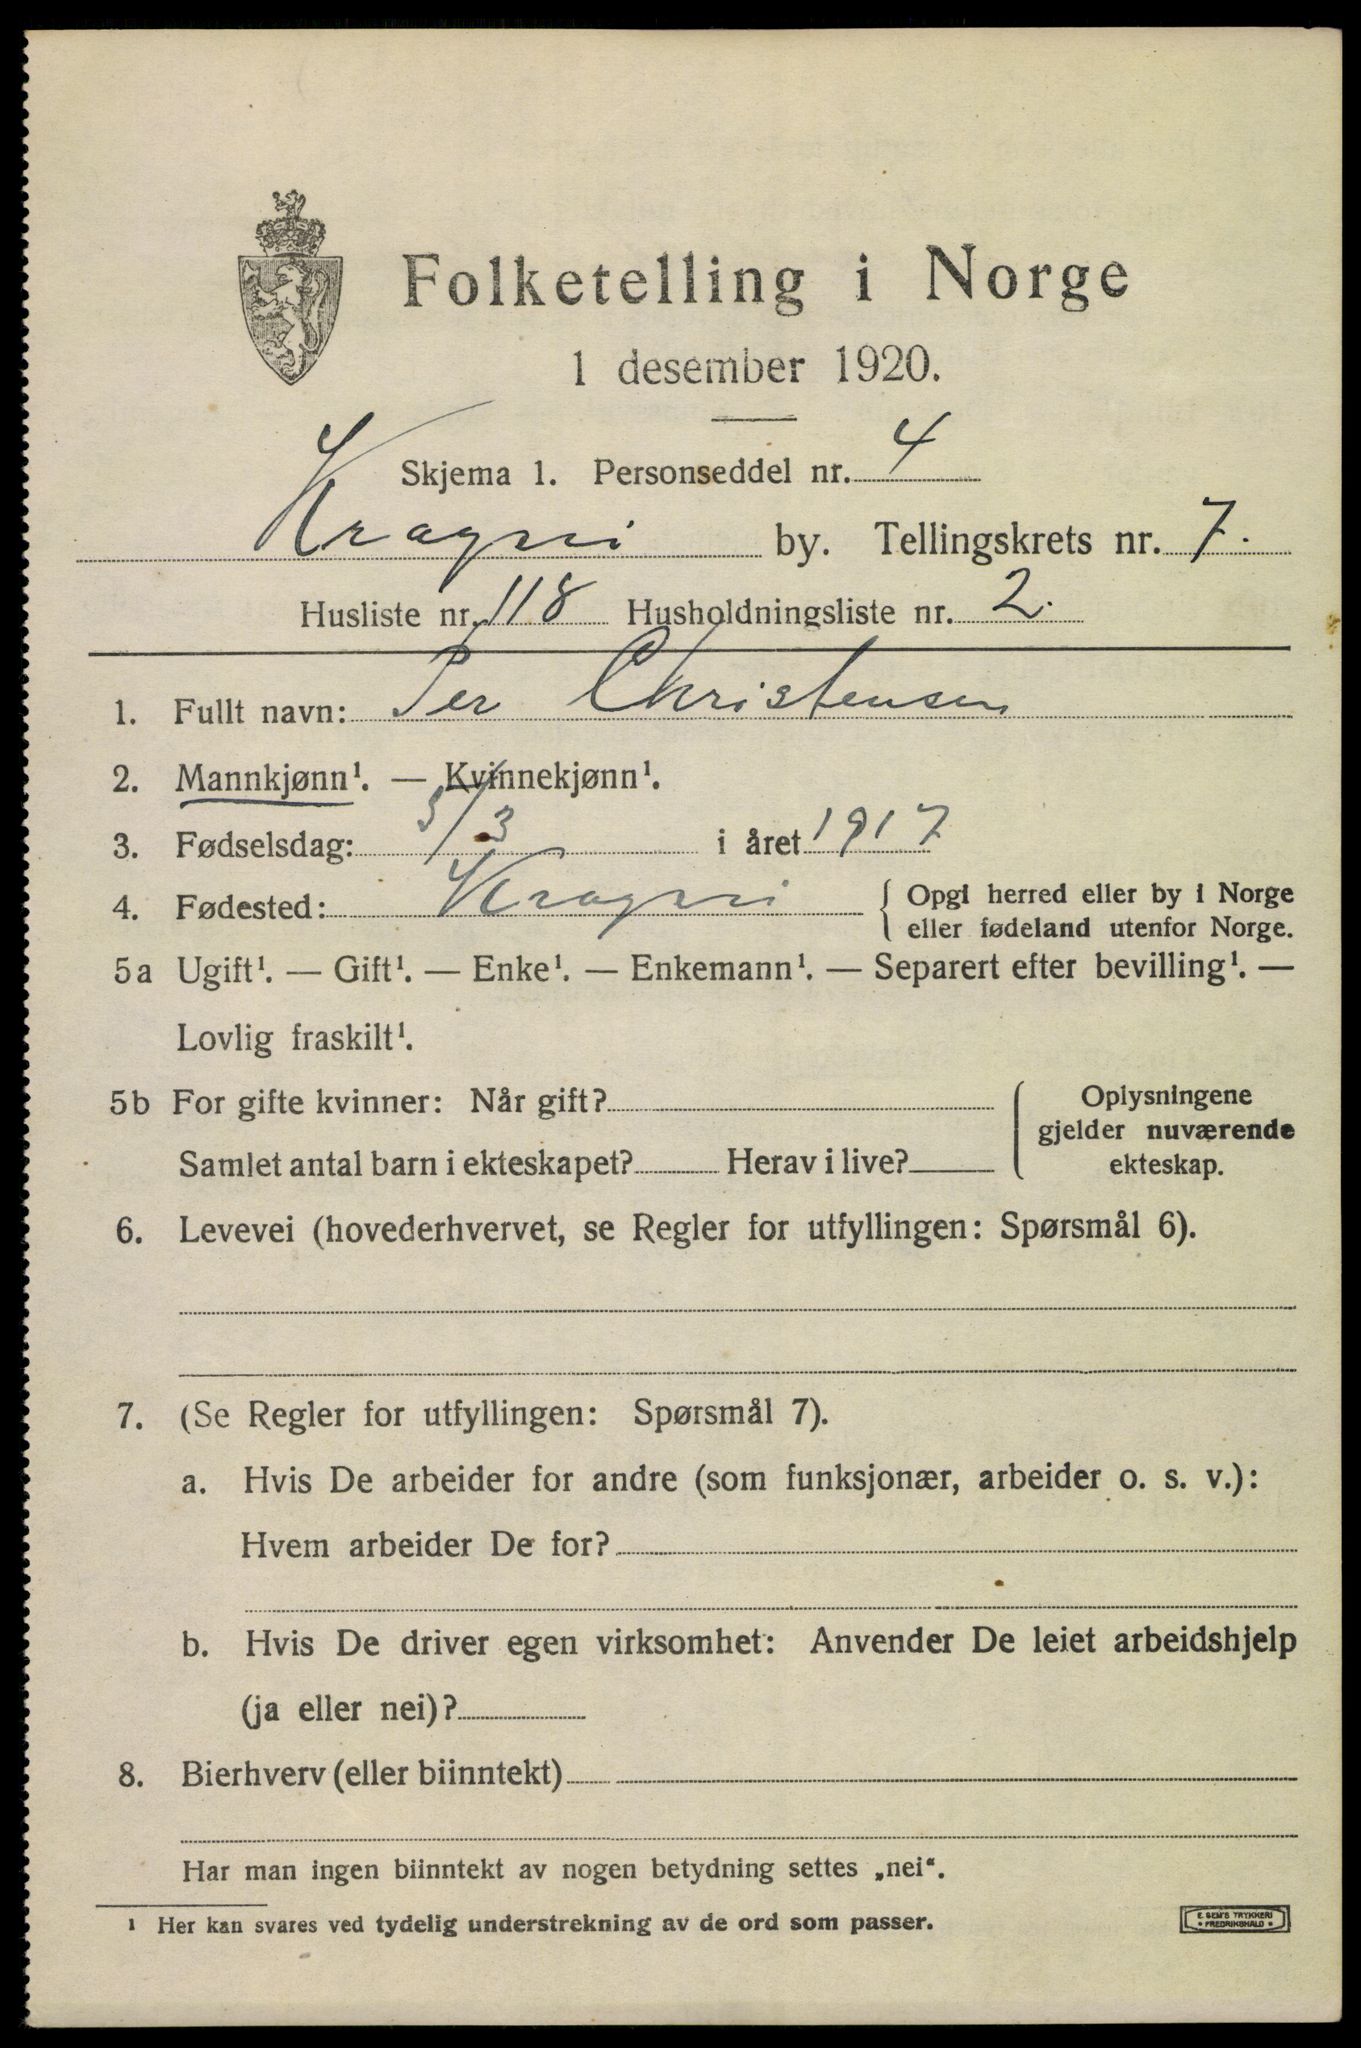 Folketelling i Norge
1 desember 1920.
Skjema 1. Personseddel nr. 4
Kragerø by. Tellingskrets nr. 7.
Husliste nr. 118 Husholdningsliste nr. 2.
1. Fullt navn: Per Christensen
2. Mannkjønn¹. — Kvinnekjønn¹.
3. Fødselsdag: 3/3 i året 1917
4. Fødested: Kragerø { Opgi herred eller by i Norge
eller fødeland utenfor Norge.
5a Ugift¹. — Gift¹. — Enke¹. — Enkemann¹. — Separert efter bevilling¹. —
Lovlig fraskilt¹.
5b For gifte kvinner: Når gift?
Samlet antal barn i ekteskapet? Herav i live?
Oplysningene
gjelder nuværende
ekteskap.
6. Levevei (hovederhvervet, se Regler for utfyllingen: Spørsmål 6).
7. (Se Regler for utfyllingen: Spørsmål 7).
a. Hvis De arbeider for andre (som funksjonær, arbeider o. s. v.):
Hvem arbeider De for?
b. Hvis De driver egen virksomhet: Anvender De leiet arbeidshjelp
(ja eller nei)?
8. Bierhverv (eller biinntekt)
Har man ingen biinntekt av nogen betydning settes „nei“.
¹ Her kan svares ved tydelig understrekning av de ord som passer.
E. SEM'S TRYKKERI
• FREDRIKSHALD •